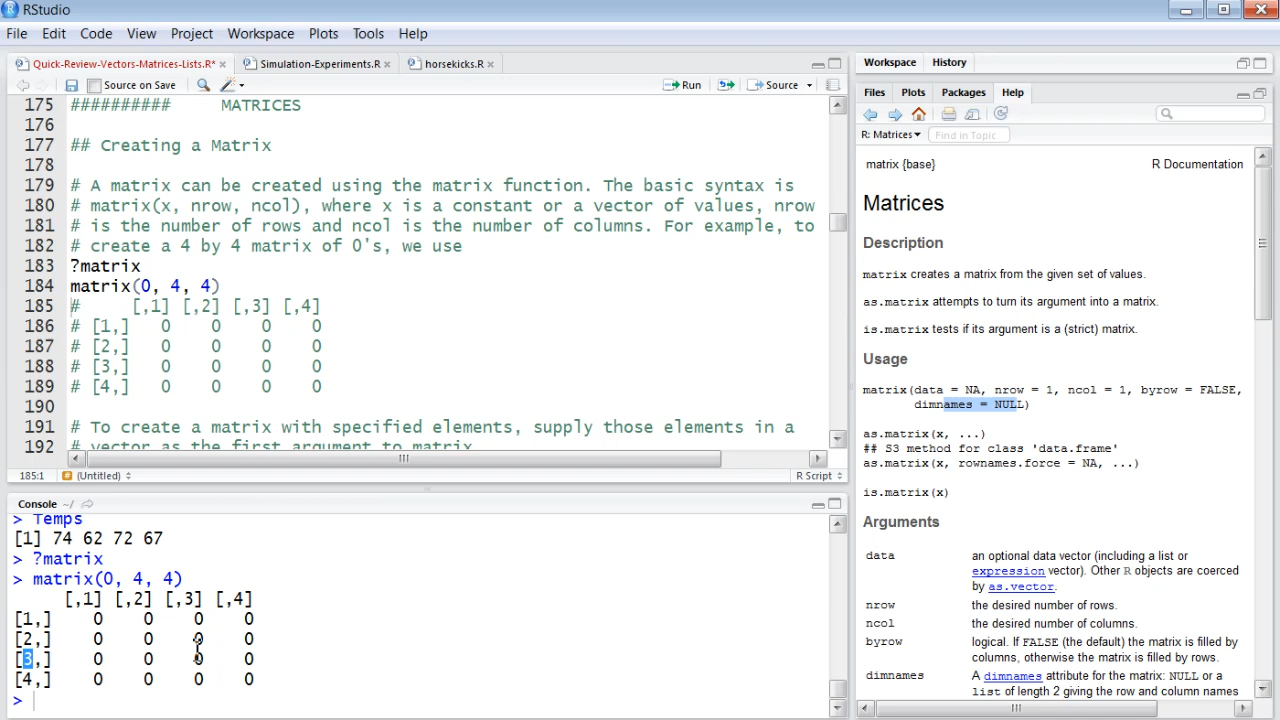 RStudio
File Edit Code View Project Workspace Plots Tools Help
Quick-Review-Vectors-Matrices-Lists.R* Simulation-Experiments.R horsekicks.R
Source on Save Run Source
175 ########## MATRICES
176
177 ## Creating a Matrix
178
179 # A matrix can be created using the matrix function. The basic syntax is
180 # matrix(x, nrow, ncol), where x is a constant or a vector of values, nrow
181 # is the number of rows and ncol is the number of columns. For example, to
182 # create a 4 by 4 matrix of 0's, we use
183 ?matrix
184 matrix(0, 4, 4)
185 # [,1] [,2] [,3] [,4]
186 # [1,] 0 0 0 0
187 # [2,] 0 0 0 0
188 # [3,] 0 0 0 0
189 # [4,] 0 0 0 0
190
191 # To create a matrix with specified elements, supply those elements in a
192 # vector as the first argument to matrix
185:1 (Untitled) R Script
Console ~/
> Temps
[1] 74 62 72 67
> ?matrix
> matrix(0, 4, 4)
[,1] [,2] [,3] [,4]
[1,] 0 0 0 0
[2,] 0 0 0 0
[3,] 0 0 0 0
[4,] 0 0 0 0
>
Workspace History
Files Plots Packages Help
R: Matrices Find in Topic
matrix {base} R Documentation
Matrices
Description
matrix creates a matrix from the given set of values.
as.matrix attempts to turn its argument into a matrix.
is.matrix tests if its argument is a (strict) matrix.
Usage
matrix(data = NA, nrow = 1, ncol = 1, byrow = FALSE,
dimnames = NULL)
as.matrix(x, ...)
## S3 method for class 'data.frame'
as.matrix(x, rownames.force = NA, ...)
is.matrix(x)
Arguments
data an optional data vector (including a list or
expression vector). Other R objects are coerced
by as.vector.
nrow the desired number of rows.
ncol the desired number of columns.
byrow logical. If FALSE (the default) the matrix is filled by
columns, otherwise the matrix is filled by rows.
dimnames A dimnames attribute for the matrix: NULL or a
list of length 2 giving the row and column names